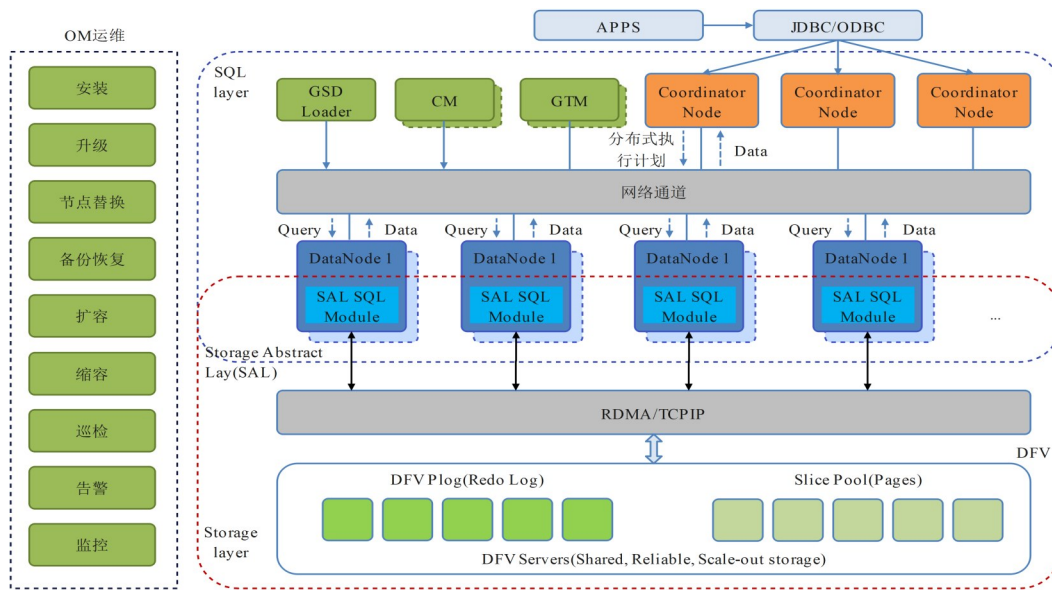 OM运维
安装
升级
节点替换
备份恢复
扩容
缩容
巡检
告警
监控
APPS
JDBC/ODBC
SQL
layer
GSD
Loader
CM
GTM
Coordinator
Node
Coordinator
Node
Coordinator
Node
分布式执
行计划
Data
网络通道
Query
Data
Query
Data
Query
Data
Query
Data
DataNode 1
SAL SQL
Module
DataNode 1
SAL SQL
Module
DataNode 1
SAL SQL
Module
DataNode 1
SAL SQL
Module
...
Storage Abstract
Lay(SAL)
RDMA/TCPIP
DFV
DFV Plog(Redo Log)
Slice Pool(Pages)
Storage
layer
DFV Servers(Shared, Reliable, Scale-out storage)